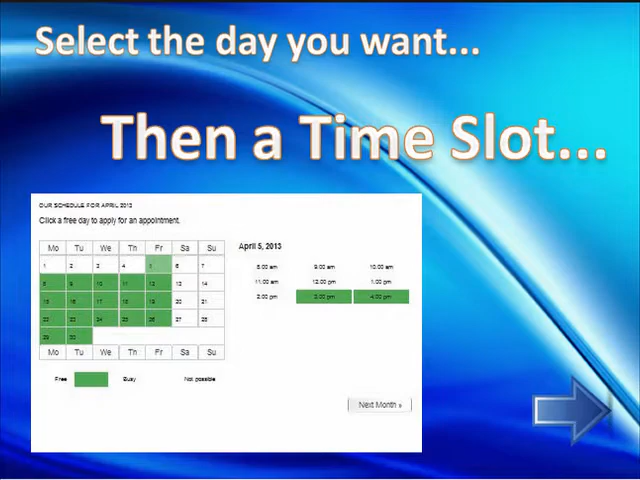 Select the day you want...
Then a Time Slot...
OUR SCHEDULE FOR APRIL 2013
Click a free day to apply for an appointment.
Mo Tu We Th Fr Sa Su
1 2 3 4 5 6 7
8 9 10 11 12 13 14
15 16 17 18 19 20 21
22 23 24 25 26 27 28
29 30
Mo Tu We Th Fr Sa Su
Free Busy Not possible
April 5, 2013
8:00 am 9:00 am 10:00 am
11:00 am 12:00 pm 1:00 pm
2:00 pm 3:00 pm 4:00 pm
Next Month »